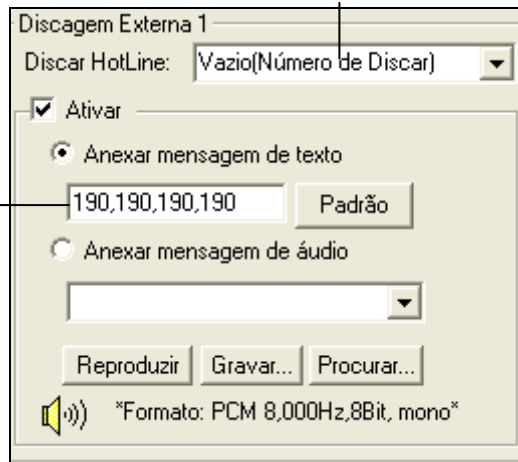 Discagem Externa 1
Discar HotLine: Vazio(Número de Discar)
Ativar
Anexar mensagem de texto
190,190,190,190 Padrão
Anexar mensagem de áudio
Reproduzir Gravar... Procurar...
"Formato: PCM 8,000Hz,8Bit, mono"